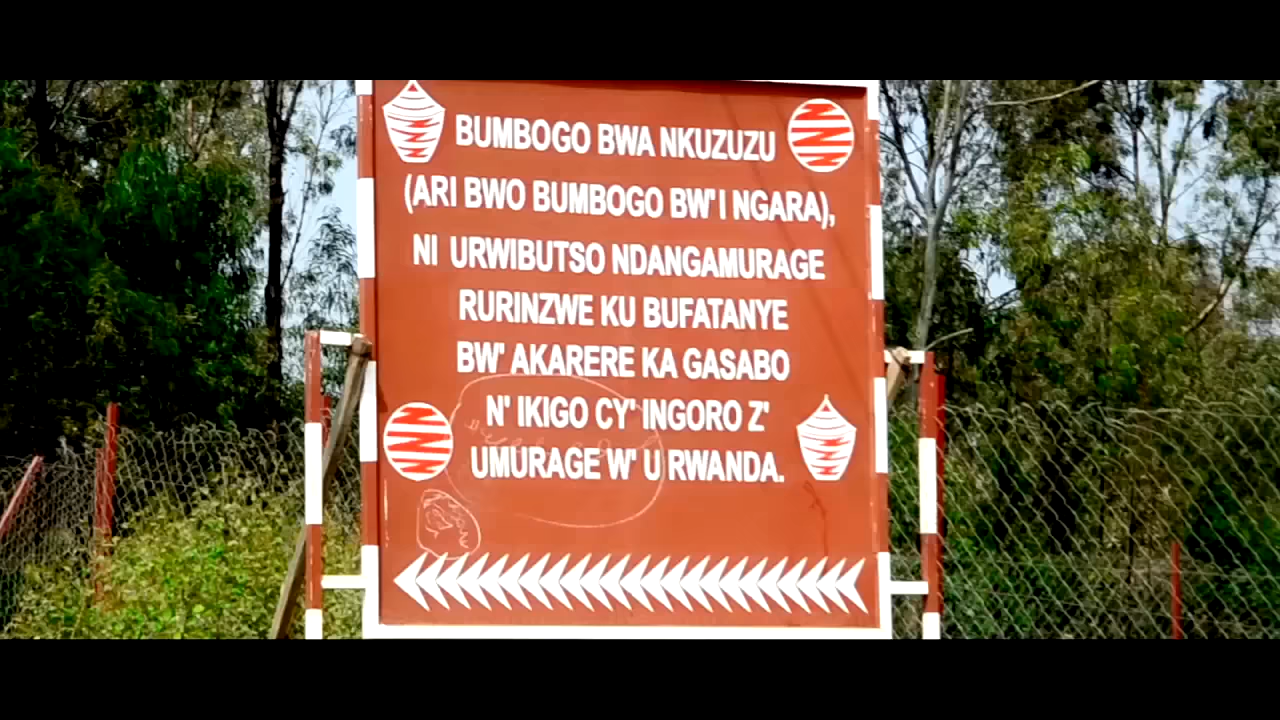 BUMBOGO BWA NKUZUZU
(ARI BWO BUMBOGO BW' I NGARA),
NI URWIBUTSO NDANGAMURAGE
RURINZWE KU BUFATANYE
BW' AKARERE KA GASABO
N' IKIGO CY' INGORO Z'
UMURAGE W' U RWANDA.